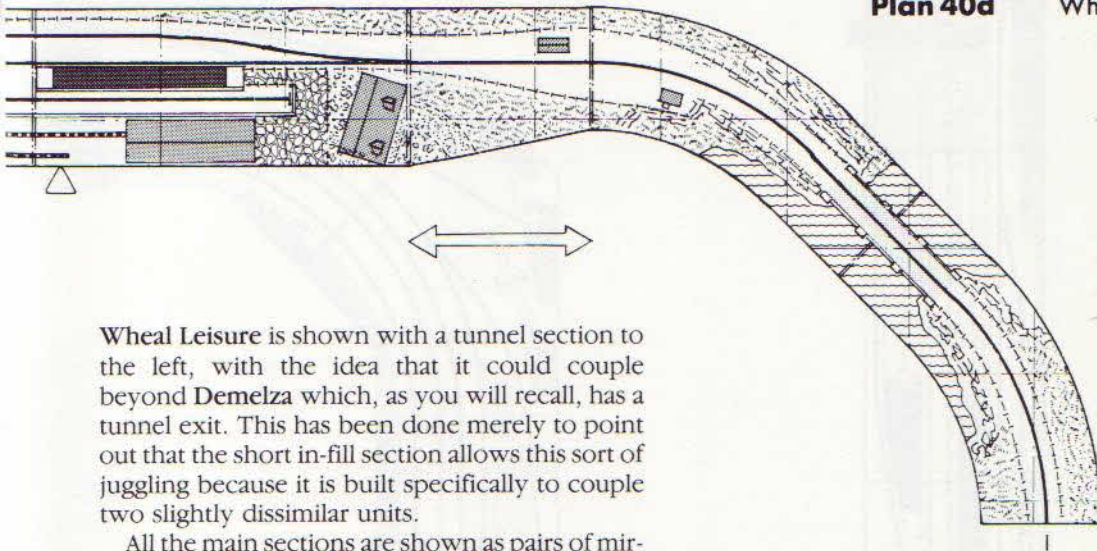 Plan 40d Wh
Wheal Leisure is shown with a tunnel section to
the left, with the idea that it could couple
beyond Demelza which, as you will recall, has a
tunnel exit. This has been done merely to point
out that the short in-fill section allows this sort of
juggling because it is built specifically to couple
two slightly dissimilar units.
All the main sections are shown as pairs of mir-